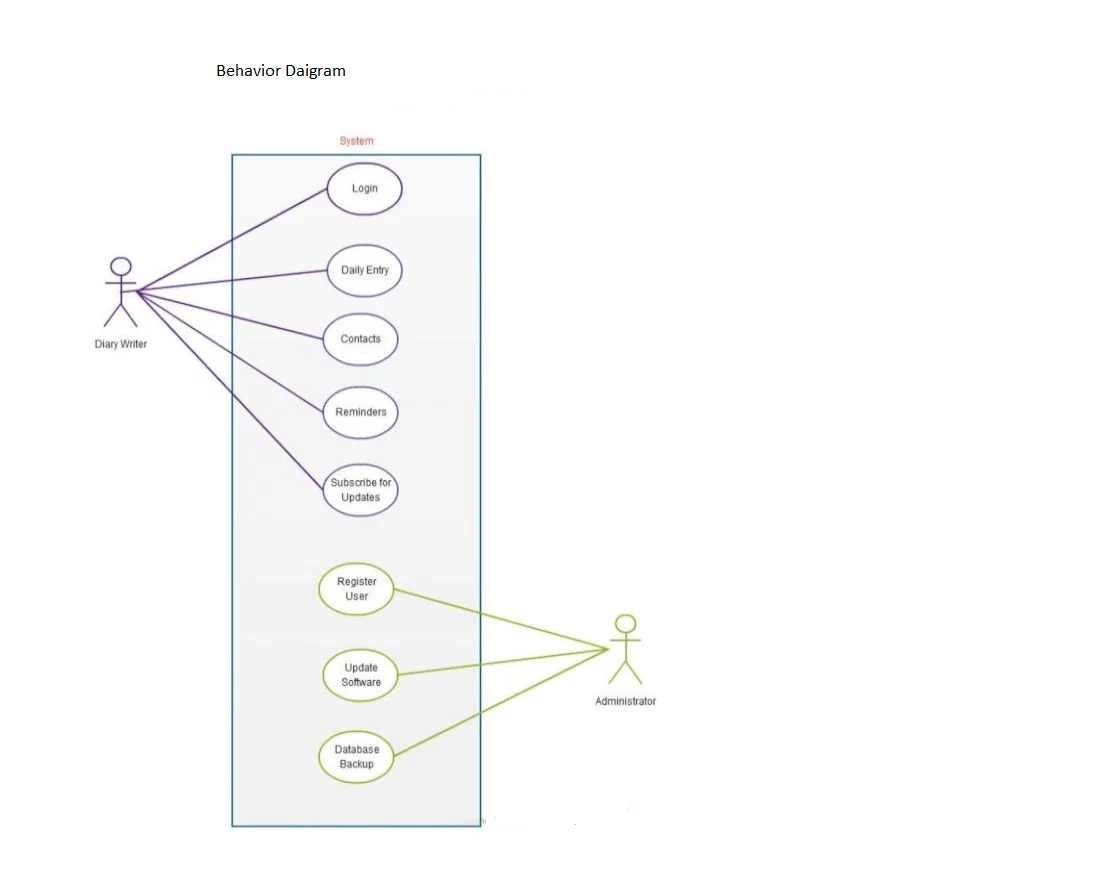 Behavior Daigram
System
Login
Daily Entry
Contacts
Diary Writer
Reminders
Subscribe for
Updates
Register
User
Update
Software
Administrator
Database
Backup